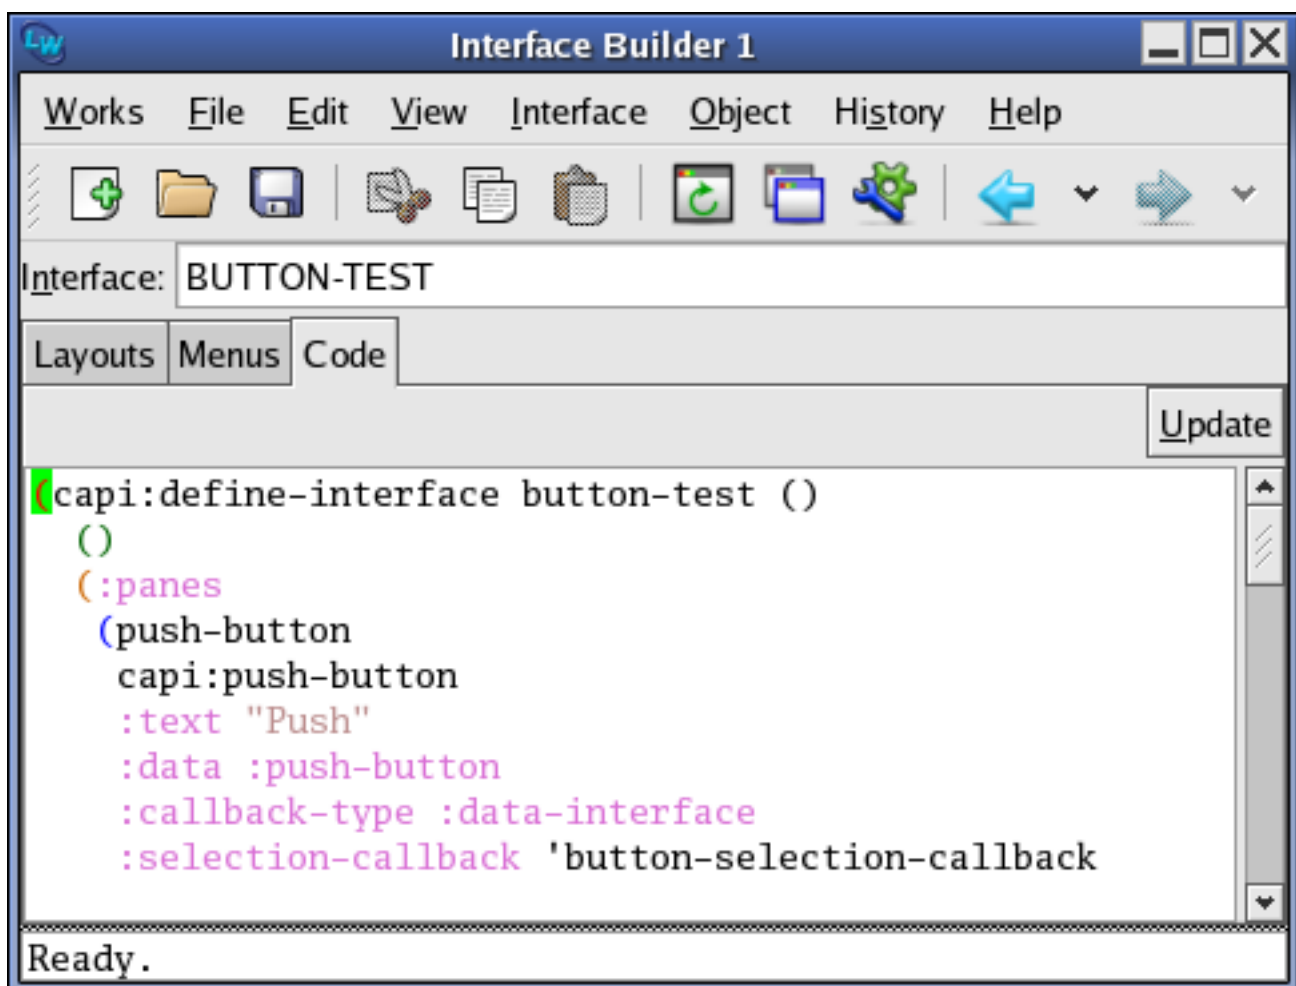 LW
Interface Builder 1
Works File Edit View Interface Object History Help
Interface: BUTTON-TEST
Layouts Menus Code
Update
(capi:define-interface button-test ()
()
(:panes
(push-button
capi:push-button
:text "Push"
:data :push-button
:callback-type :data-interface
:selection-callback 'button-selection-callback
Ready.